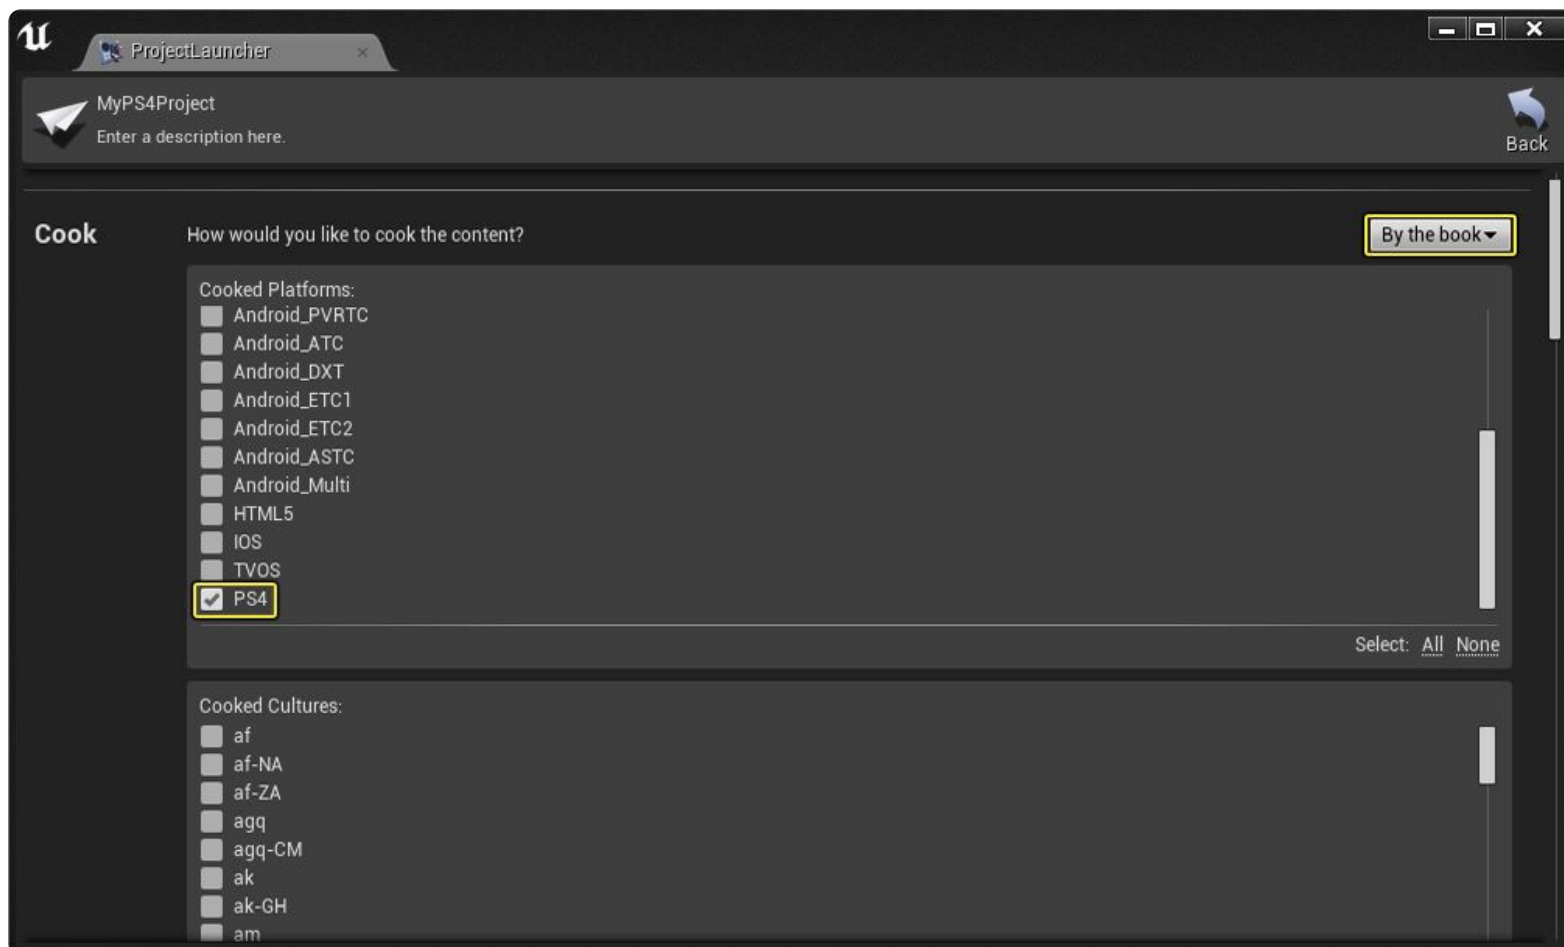 ProjectLauncher
MyPS4Project
Enter a description here.
Back
Cook
How would you like to cook the content?
By the book
Cooked Platforms:
Android_PVRTC
Android_ATC
Android_DXT
Android_ETC1
Android_ETC2
Android_ASTC
Android_Multi
HTML5
IOS
TVOS
PS4
Select: All None
Cooked Cultures:
af
af-NA
af-ZA
agq
agq-CM
ak
ak-GH
am